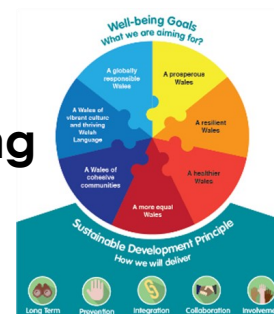 Well-being Goals
What we are aiming for?
A globally
responsible
Wales
A prosperous
Wales
A Wales of
vibrant culture
and thriving
Welsh
Language
A resilient
Wales
A Wales of
cohesive
communities
A healthier
Wales
A more equal
Wales
ng
Sustainable Development Principle
How we will deliver
Long Term
Prevention
Integration
Collaboration
Involveme